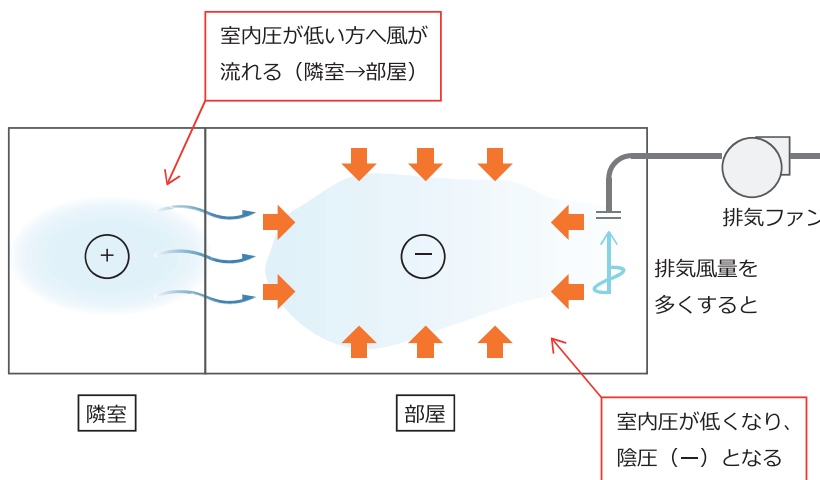 室内圧が低い方へ風が
流れる（隣室→部屋）
+
−
排気ファン
排気風量を
多くすると
隣室
部屋
室内圧が低くなり、
陰圧（−）となる